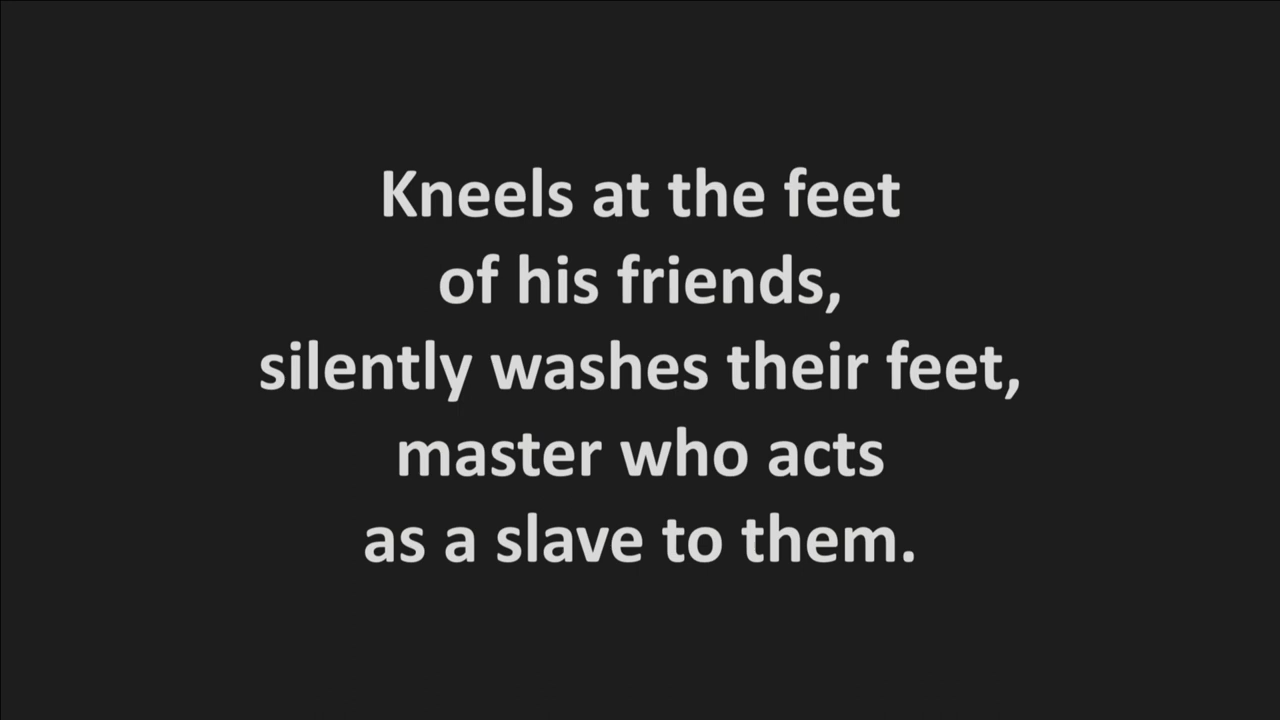 Kneels at the feet
of his friends,
silently washes their feet,
master who acts
as a slave to them.